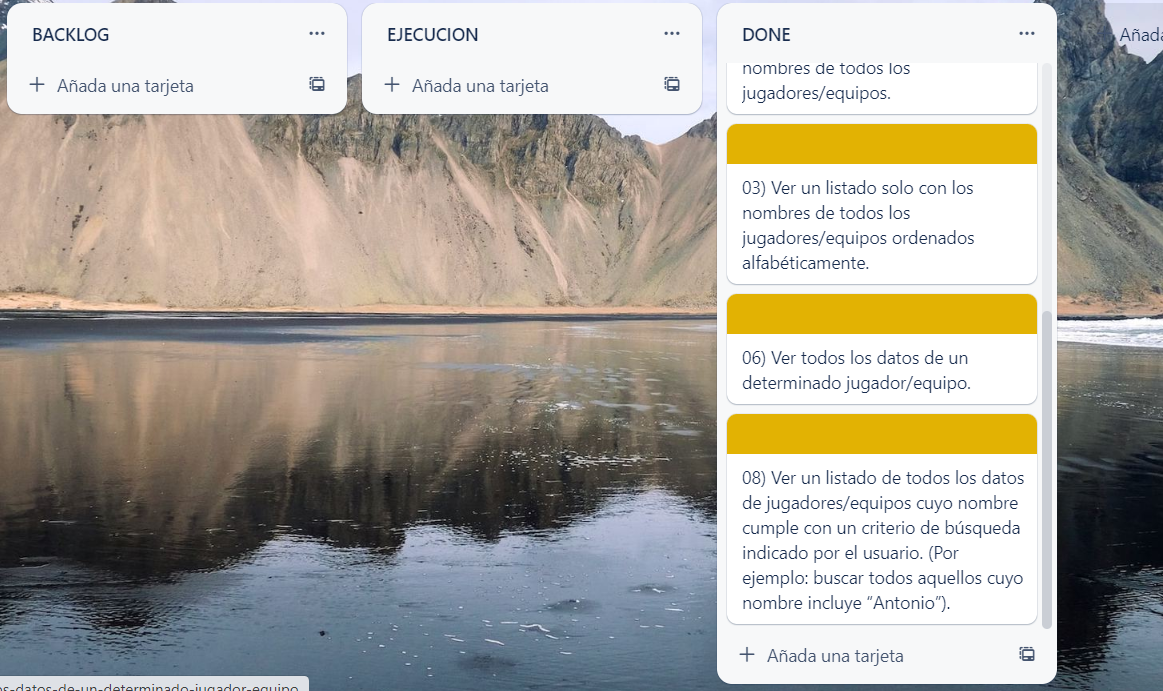 BACKLOG
Añada una tarjeta
EJECUCION
Añada una tarjeta
DONE
nombres de todos los
jugadores/equipos.
03) Ver un listado solo con los
nombres de todos los
jugadores/equipos ordenados
alfabéticamente.
06) Ver todos los datos de un
determinado jugador/equipo.
08) Ver un listado de todos los datos
de jugadores/equipos cuyo nombre
cumple con un criterio de búsqueda
indicado por el usuario. (Por
ejemplo: buscar todos aquellos cuyo
nombre incluye “Antonio”).
Añada una tarjeta
Añada
os-datos-de-un-determinado-jugador-equipo